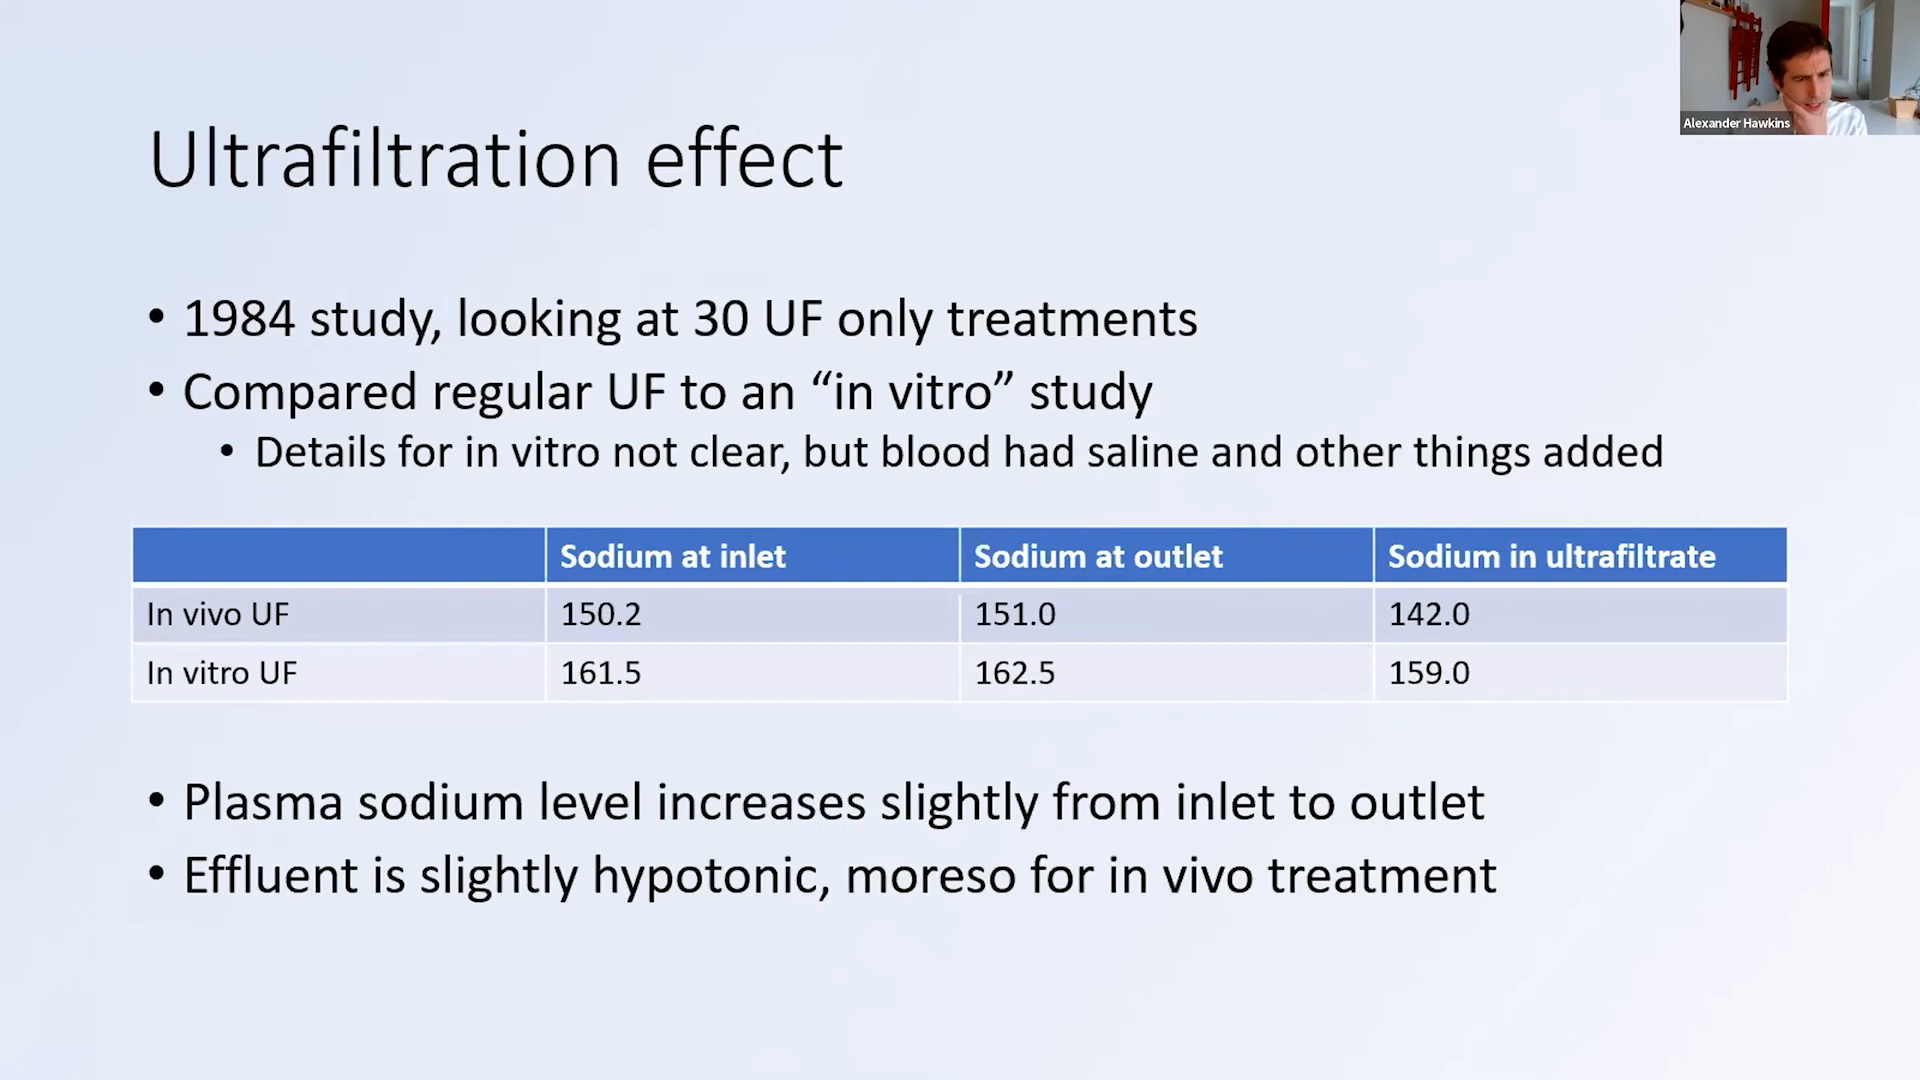 Alexander Hawkins
Ultrafiltration effect
• 1984 study, looking at 30 UF only treatments
• Compared regular UF to an “in vitro” study
• Details for in vitro not clear, but blood had saline and other things added
Sodium at inlet Sodium at outlet Sodium in ultrafiltrate
In vivo UF 150.2 151.0 142.0
In vitro UF 161.5 162.5 159.0
• Plasma sodium level increases slightly from inlet to outlet
• Effluent is slightly hypotonic, moreso for in vivo treatment